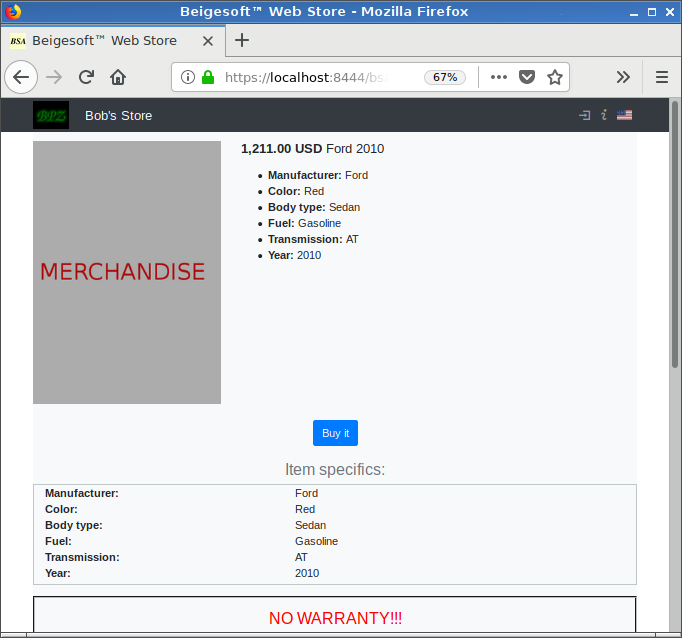 Beigesoft™ Web Store - Mozilla Firefox
BSA Beigesoft™ Web Store
https://localhost:8444/bsa
67%
BPZ Bob's Store
MERCHANDISE
1,211.00 USD Ford 2010
Manufacturer: Ford
Color: Red
Body type: Sedan
Fuel: Gasoline
Transmission: AT
Year: 2010
Buy it
Item specifics:
Manufacturer: Ford
Color: Red
Body type: Sedan
Fuel: Gasoline
Transmission: AT
Year: 2010
NO WARRANTY!!!